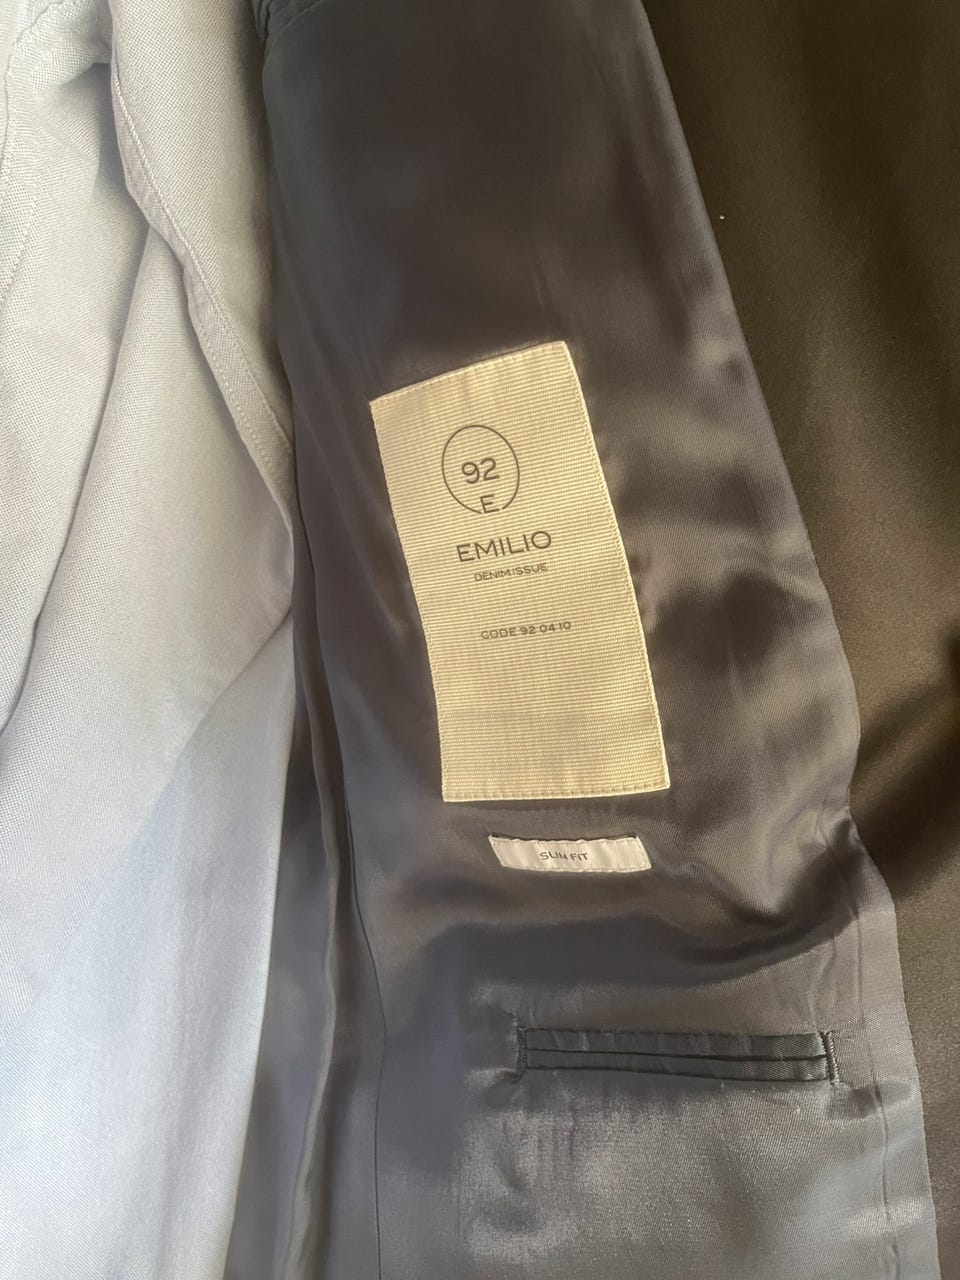 92
E
EMILIO
DENIM ISSUE
CODE 92 04 10
SLIM FIT